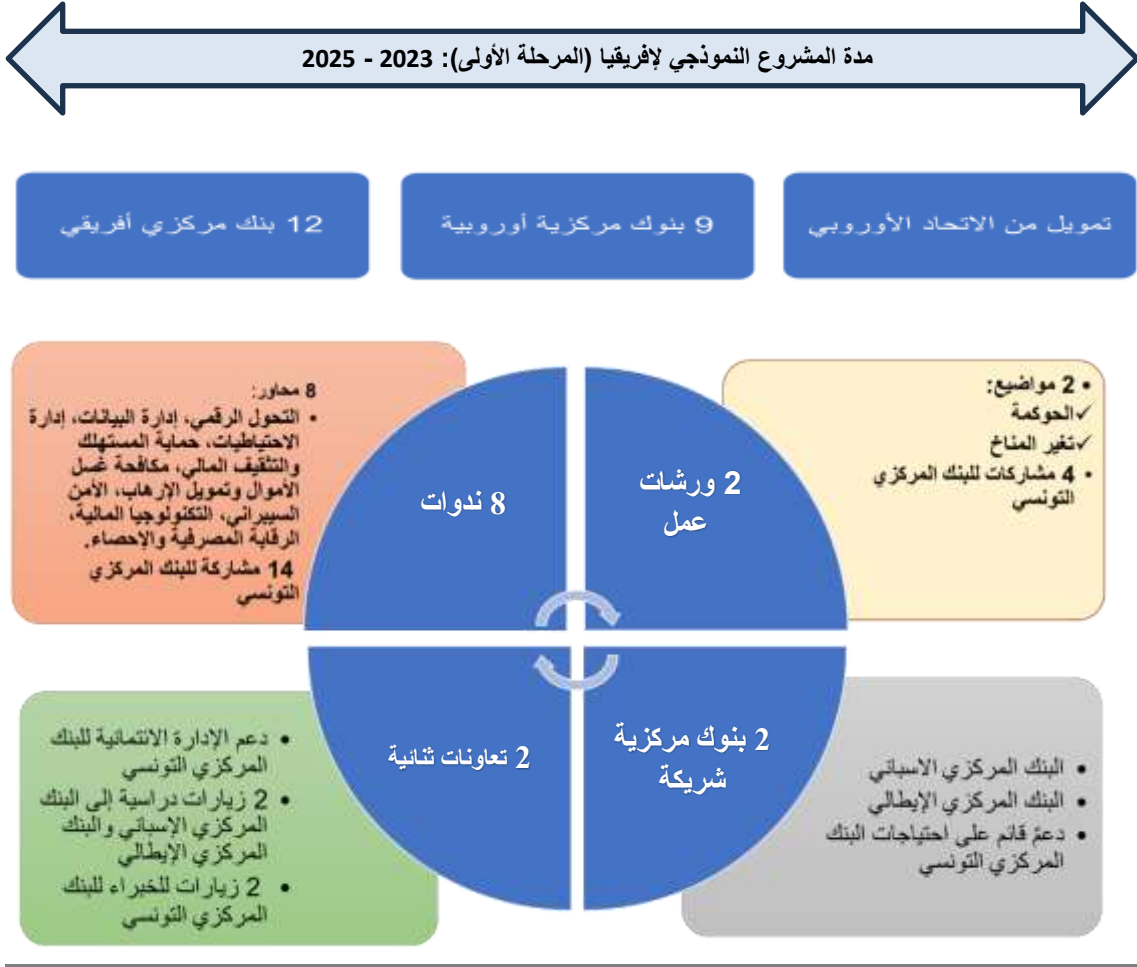 مدة المشروع النموذجي لإفريقيا (المرحلة الأولى): 2023 - 2025
تمويل من الاتحاد الأوروبي
9 بنوك مركزية أوروبية
12 بنك مركزي أفريقي
• 2 مواضيع:
✓ الحوكمة
✓ تغير المناخ
• 4 مشاركات للبنك المركزي
التونسي
2 ورشات
عمل
8 ندوات
8 محاور:
• التحول الرقمي، إدارة البيانات، إدارة
الاحتياطيات، حماية المستهلك
والتثقيف المالي، مكافحة غسل
الأموال وتمويل الإرهاب، الأمن
السيبراني، التكنولوجيا المالية،
الرقابة المصرفية والإحصاء.
14 مشاركة للبنك المركزي
التونسي
2 بنوك مركزية
شريكة
• البنك المركزي الاسباني
• البنك المركزي الإيطالي
• دعمٌ قائم على احتياجات البنك
المركزي التونسي
2 تعاونات ثنائية
• دعم الإدارة الائتمانية للبنك
المركزي التونسي
• 2 زيارات دراسية إلى البنك
المركزي الإسباني والبنك
المركزي الإيطالي
• 2 زيارات للخبراء للبنك
المركزي التونسي